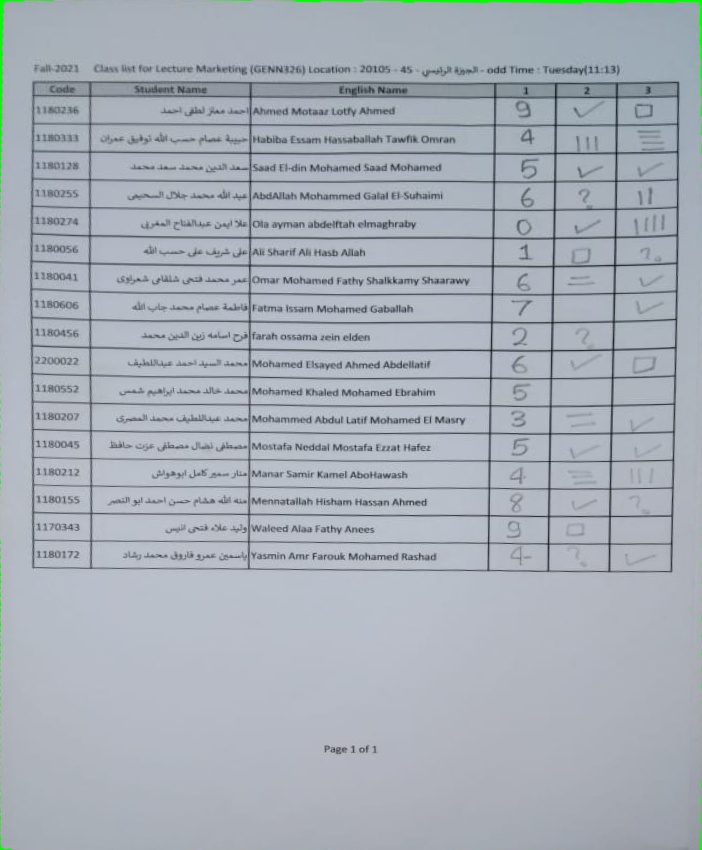 Fall-2021 Class list for Lecture Marketing (GENN326) Location : 20105 - 45 - الجيزة الرئيسي - odd Time : Tuesday(11:13)
Code Student Name English Name 1 2 3
1180236 احمد معتز لطفى احمد Ahmed Motaar Lotfy Ahmed 9 ✓ □
1180333 حبيبة عصام حسب الله توفيق عمران Habiba Essam Hassaballah Tawfik Omran 4 ||| ☰
1180128 سعد الدين محمد سعد محمد Saad El-din Mohamed Saad Mohamed 5 ✓ ✓
1180255 عبد الله محمد جلال السحيمى AbdAllah Mohammed Galal El-Suhaimi 6 ? ||
1180274 علا ايمن عبدالفتاح المغربى Ola ayman abdelftah elmaghraby 0 ✓ ||||
1180056 على شريف على حسب الله Ali Sharif Ali Hasb Allah 1 □ ?
1180041 عمر محمد فتحى شلقامى شعراوى Omar Mohamed Fathy Shalkkamy Shaarawy 6 = ✓
1180606 فاطمة عصام محمد جاب الله Fatma Issam Mohamed Gaballah 7 ✓
1180456 فرح اسامه زين الدين محمد farah ossama zein elden 2 ?
2200022 محمد السيد احمد عبداللطيف Mohamed Elsayed Ahmed Abdellatif 6 ✓ □
1180552 محمد خالد محمد ابراهيم شمس Mohamed Khaled Mohamed Ebrahim 5
1180207 محمد عبداللطيف محمد المصرى Mohammed Abdul Latif Mohamed El Masry 3 = ✓
1180045 مصطفى نضال مصطفى عزت حافظ Mostafa Neddal Mostafa Ezzat Hafez 5 ✓ ✓
1180212 منار سمير كامل ابوهواش Manar Samir Kamel AboHawash 4 ☰ |||
1180155 منه الله هشام حسن احمد ابو النصر Mennatallah Hisham Hassan Ahmed 8 ✓ ?
1170343 وليد علاء فتحى انيس Waleed Alaa Fathy Anees 9 □
1180172 ياسمين عمرو فاروق محمد رشاد Yasmin Amr Farouk Mohamed Rashad 4 ? ✓
Page 1 of 1